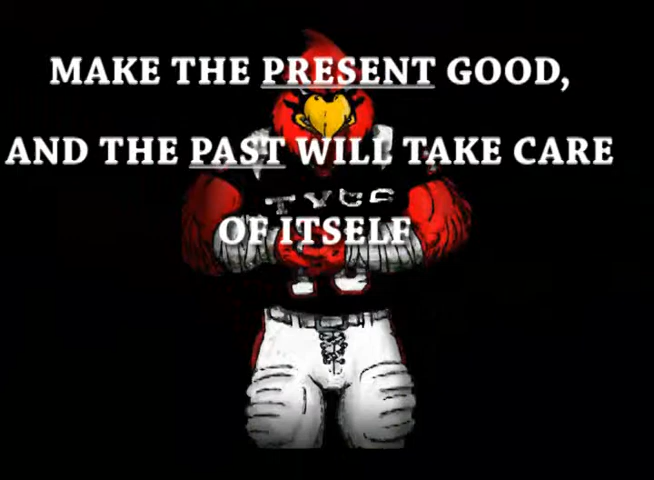 MAKE THE PRESENT GOOD,
AND THE PAST WILL TAKE CARE
OF ITSELF